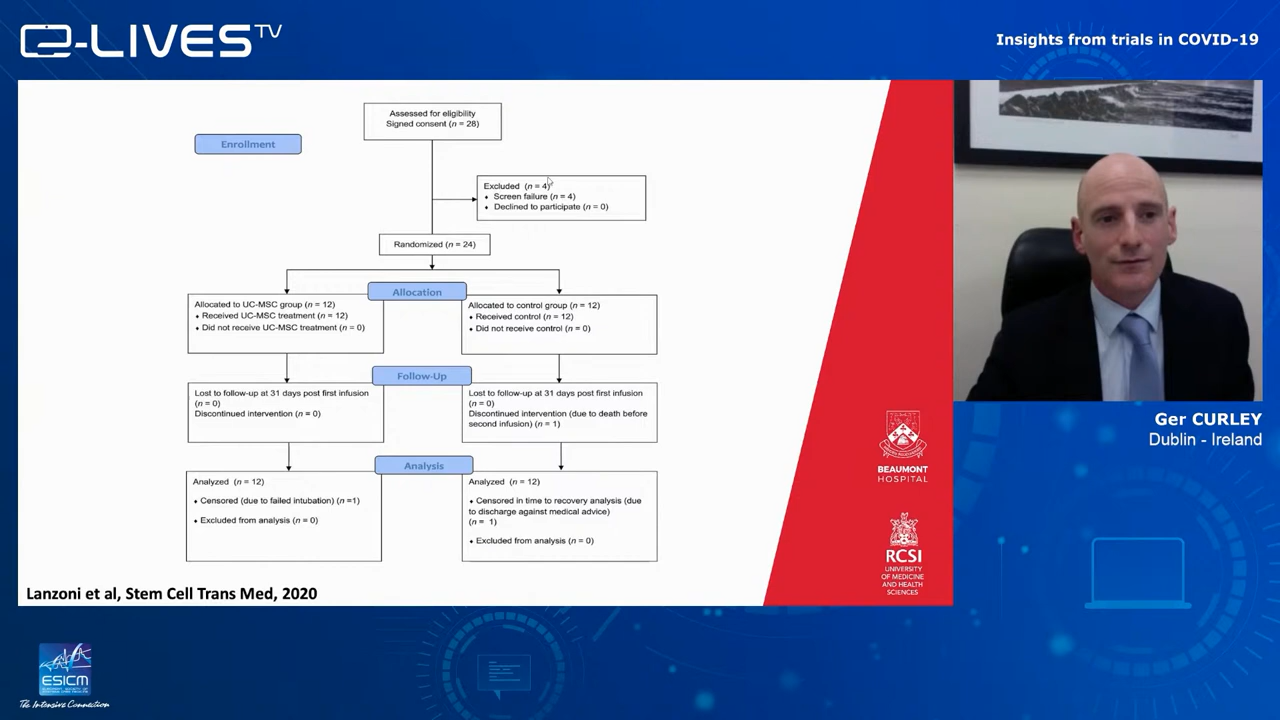 e-LIVES TV
Insights from trials in COVID-19
Assessed for eligibility
Signed consent (n = 28)
Enrollment
Excluded (n = 4)
♦ Screen failure (n = 4)
♦ Declined to participate (n = 0)
Randomized (n = 24)
Allocation
Allocated to UC-MSC group (n = 12)
♦ Received UC-MSC treatment (n = 12)
♦ Did not receive UC-MSC treatment (n = 0)
Allocated to control group (n = 12)
♦ Received control (n = 12)
♦ Did not receive control (n = 0)
Follow-Up
Lost to follow-up at 31 days post first infusion
(n = 0)
Discontinued intervention (n = 0)
Lost to follow-up at 31 days post first infusion
(n = 0)
Discontinued intervention (due to death before
second infusion) (n = 1)
Analysis
Analyzed (n = 12)
♦ Censored (due to failed intubation) (n =1)
♦ Excluded from analysis (n = 0)
Analyzed (n = 12)
♦ Censored in time to recovery analysis (due
to discharge against medical advice)
(n = 1)
♦ Excluded from analysis (n = 0)
Lanzoni et al, Stem Cell Trans Med, 2020
BEAUMONT
HOSPITAL
RCSI
UNIVERSITY
OF MEDICINE
AND HEALTH
SCIENCES
Ger CURLEY
Dublin - Ireland
ESICM
The Intensive Connection